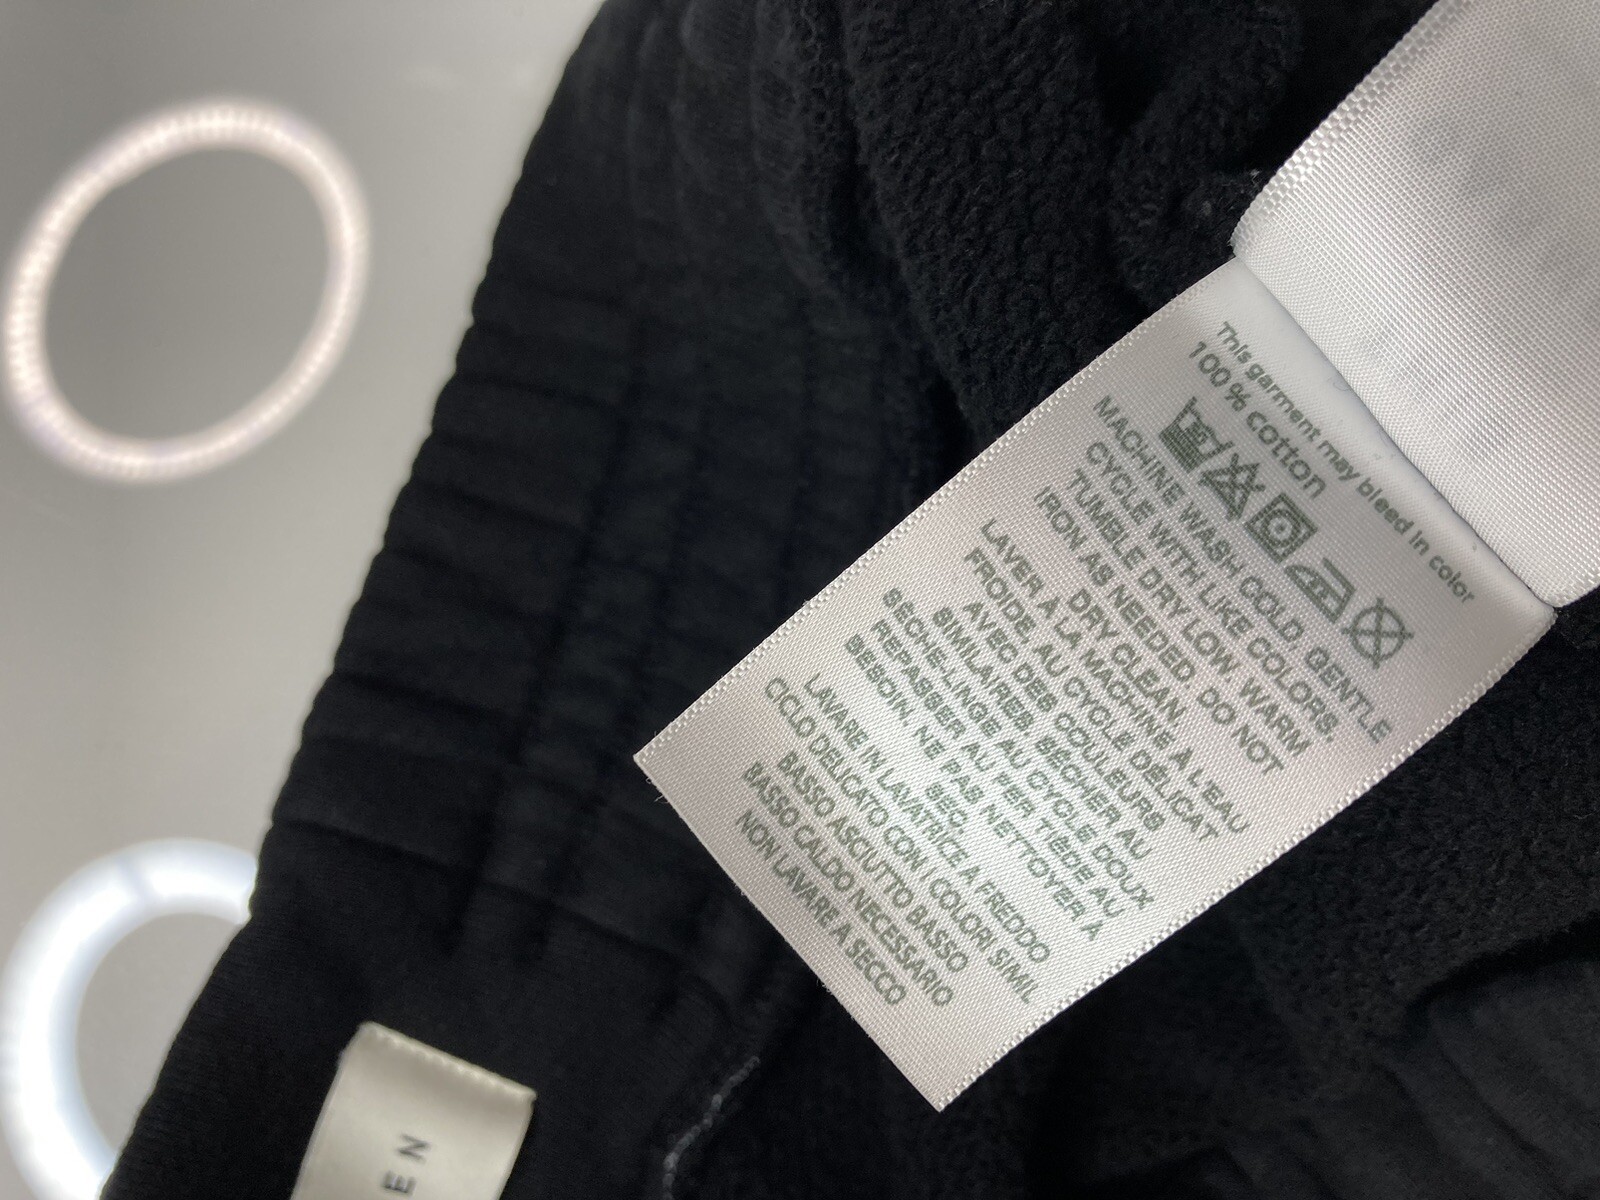 This garment may bleed in color
100% cotton
MACHINE WASH COLD, GENTLE
CYCLE WITH LIKE COLORS.
TUMBLE DRY LOW. WARM
IRON AS NEEDED. DO NOT
DRY CLEAN.
LAVER À LA MACHINE À L'EAU
FROIDE, AU CYCLE DÉLICAT
AVEC DES COULEURS
SIMILAIRES. SÉCHER AU
SÈCHE-LINGE AU CYCLE DOUX
REPASSER AU FER TIÈDE AU
BESOIN. NE PAS NETTOYER À
SEC.
LAVARE IN LAVATRICE A FREDDO
CICLO DELICATO CON I COLORI SIMIL
BASSO ASCIUTTO BASSO
BASSO CALDO NECESSARIO
NON LAVARE A SECCO
EN